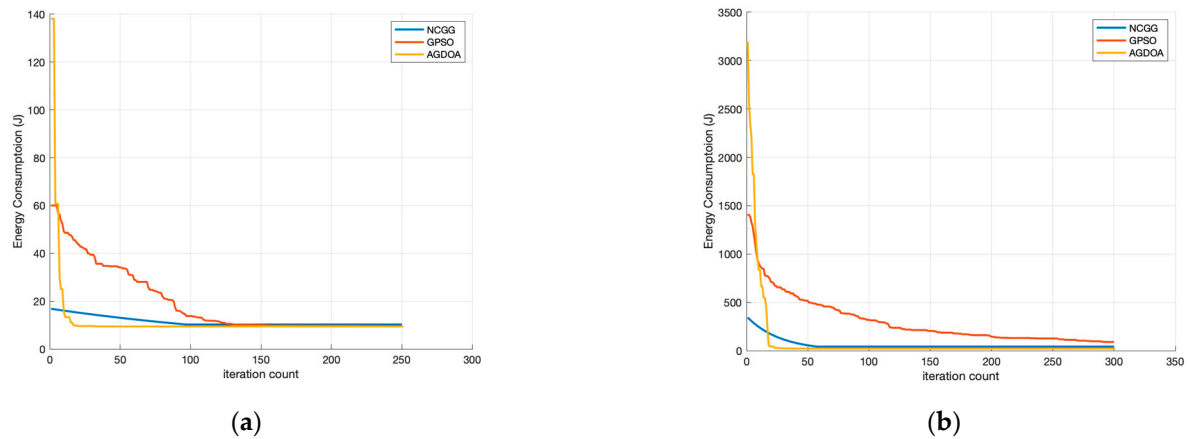 140
120
100
80
60
40
20
0
0 50 100 150 200 250 300
Energy Consumptoion (J)
iteration count
NCGG
GPSO
AGDOA
(a)
3500
3000
2500
2000
1500
1000
500
0
0 50 100 150 200 250 300 350
Energy Consumptoion (J)
iteration count
NCGG
GPSO
AGDOA
(b)